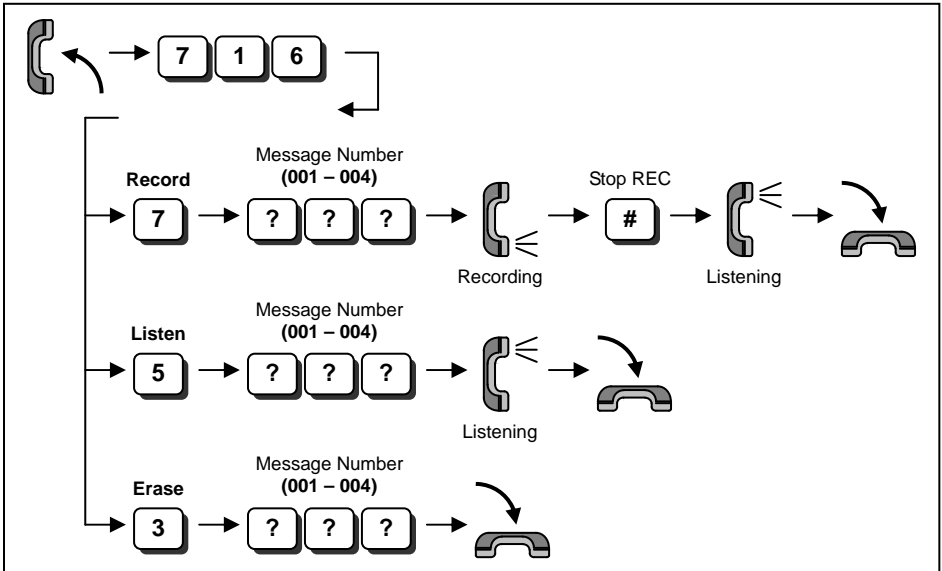 7 1 6
Message Number
(001 – 004)
Record
Stop REC
7 ? ? ? #
Recording
Listening
Message Number
(001 – 004)
Listen
5 ? ? ?
Listening
Message Number
(001 – 004)
Erase
3 ? ? ?